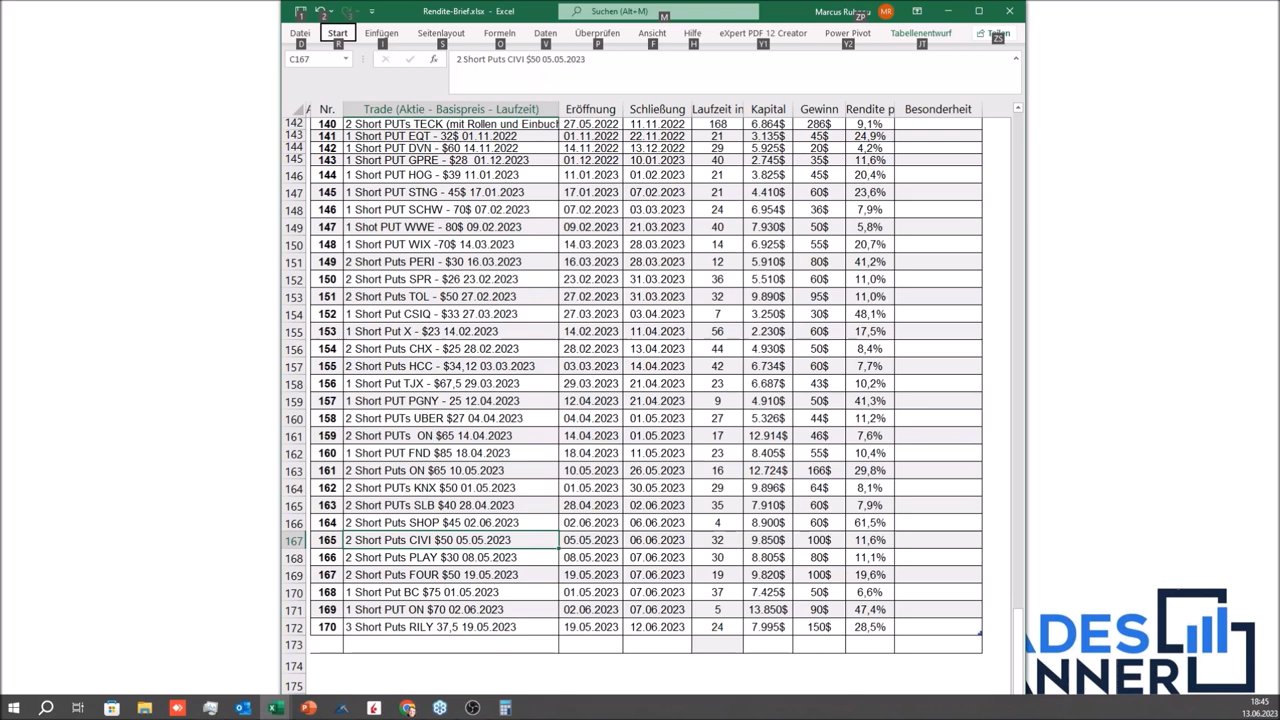 Rendite-Brief.xlsx - Excel
Suchen (Alt+M)
MR
1 2 M ZP
Datei Start Einfügen Seitenlayout Formeln Daten Überprüfen Ansicht Hilfe eXpert PDF 12 Creator Power Pivot Tabellenentwurf Teilen
D R I S O V P F H Y1 Y2 JT ZS
C167 fx 2 Short Puts CIVI $50 05.05.2023
Nr. Trade (Aktie - Basispreis - Laufzeit) Eröffnung Schließung Laufzeit in Kapital Gewinn Rendite p Besonderheit
142 140 2 Short PUTs TECK (mit Rollen und Einbuch 27.05.2022 11.11.2022 168 6.864$ 286$ 9,1%
143 141 1 Short PUT EQT - 32$ 01.11.2022 01.11.2022 22.11.2022 21 3.135$ 45$ 24,9%
144 142 1 Short PUT DVN - $60 14.11.2022 14.11.2022 13.12.2022 29 5.925$ 20$ 4,2%
145 143 1 Short PUT GPRE - $28 01.12.2023 01.12.2022 10.01.2023 40 2.745$ 35$ 11,6%
146 144 1 Short PUT HOG - $39 11.01.2023 11.01.2023 01.02.2023 21 3.825$ 45$ 20,4%
147 145 1 Short PUT STNG - 45$ 17.01.2023 17.01.2023 07.02.2023 21 4.410$ 60$ 23,6%
148 146 1 Short PUT SCHW - 70$ 07.02.2023 07.02.2023 03.03.2023 24 6.954$ 36$ 7,9%
149 147 1 Shot PUT WWE - 80$ 09.02.2023 09.02.2023 21.03.2023 40 7.930$ 50$ 5,8%
150 148 1 Short PUT WIX -70$ 14.03.2023 14.03.2023 28.03.2023 14 6.925$ 55$ 20,7%
151 149 2 Short Puts PERI - $30 16.03.2023 16.03.2023 28.03.2023 12 5.910$ 80$ 41,2%
152 150 2 Short Puts SPR - $26 23.02.2023 23.02.2023 31.03.2023 36 5.510$ 60$ 11,0%
153 151 2 Short Puts TOL - $50 27.02.2023 27.02.2023 31.03.2023 32 9.890$ 95$ 11,0%
154 152 1 Short Put CSIQ - $33 27.03.2023 27.03.2023 03.04.2023 7 3.250$ 30$ 48,1%
155 153 1 Short Put X - $23 14.02.2023 14.02.2023 11.04.2023 56 2.230$ 60$ 17,5%
156 154 2 Short Puts CHX - $25 28.02.2023 28.02.2023 13.04.2023 44 4.930$ 50$ 8,4%
157 155 2 Short Puts HCC - $34,12 03.03.2023 03.03.2023 14.04.2023 42 6.734$ 60$ 7,7%
158 156 1 Short Put TJX - $67,5 29.03.2023 29.03.2023 21.04.2023 23 6.687$ 43$ 10,2%
159 157 1 Short PUT PGNY - 25 12.04.2023 12.04.2023 21.04.2023 9 4.910$ 50$ 41,3%
160 158 2 Short PUTs UBER $27 04.04.2023 04.04.2023 01.05.2023 27 5.326$ 44$ 11,2%
161 159 2 Short PUTs ON $65 14.04.2023 14.04.2023 01.05.2023 17 12.914$ 46$ 7,6%
162 160 1 Short PUT FND $85 18.04.2023 18.04.2023 11.05.2023 23 8.405$ 55$ 10,4%
163 161 2 Short Puts ON $65 10.05.2023 10.05.2023 26.05.2023 16 12.724$ 166$ 29,8%
164 162 2 Short PUTs KNX $50 01.05.2023 01.05.2023 30.05.2023 29 9.896$ 64$ 8,1%
165 163 2 Short PUTs SLB $40 28.04.2023 28.04.2023 02.06.2023 35 7.910$ 60$ 7,9%
166 164 2 Short Puts SHOP $45 02.06.2023 02.06.2023 06.06.2023 4 8.900$ 60$ 61,5%
167 165 2 Short Puts CIVI $50 05.05.2023 05.05.2023 06.06.2023 32 9.850$ 100$ 11,6%
168 166 2 Short Puts PLAY $30 08.05.2023 08.05.2023 07.06.2023 30 8.805$ 80$ 11,1%
169 167 2 Short Puts FOUR $50 19.05.2023 19.05.2023 07.06.2023 19 9.820$ 100$ 19,6%
170 168 1 Short Put BC $75 01.05.2023 01.05.2023 07.06.2023 37 7.425$ 50$ 6,6%
171 169 1 Short PUT ON $70 02.06.2023 02.06.2023 07.06.2023 5 13.850$ 90$ 47,4%
172 170 3 Short Puts RILY 37,5 19.05.2023 19.05.2023 12.06.2023 24 7.995$ 150$ 28,5%
173
174
175
ADES
ANNER
18:45
13.06.2023